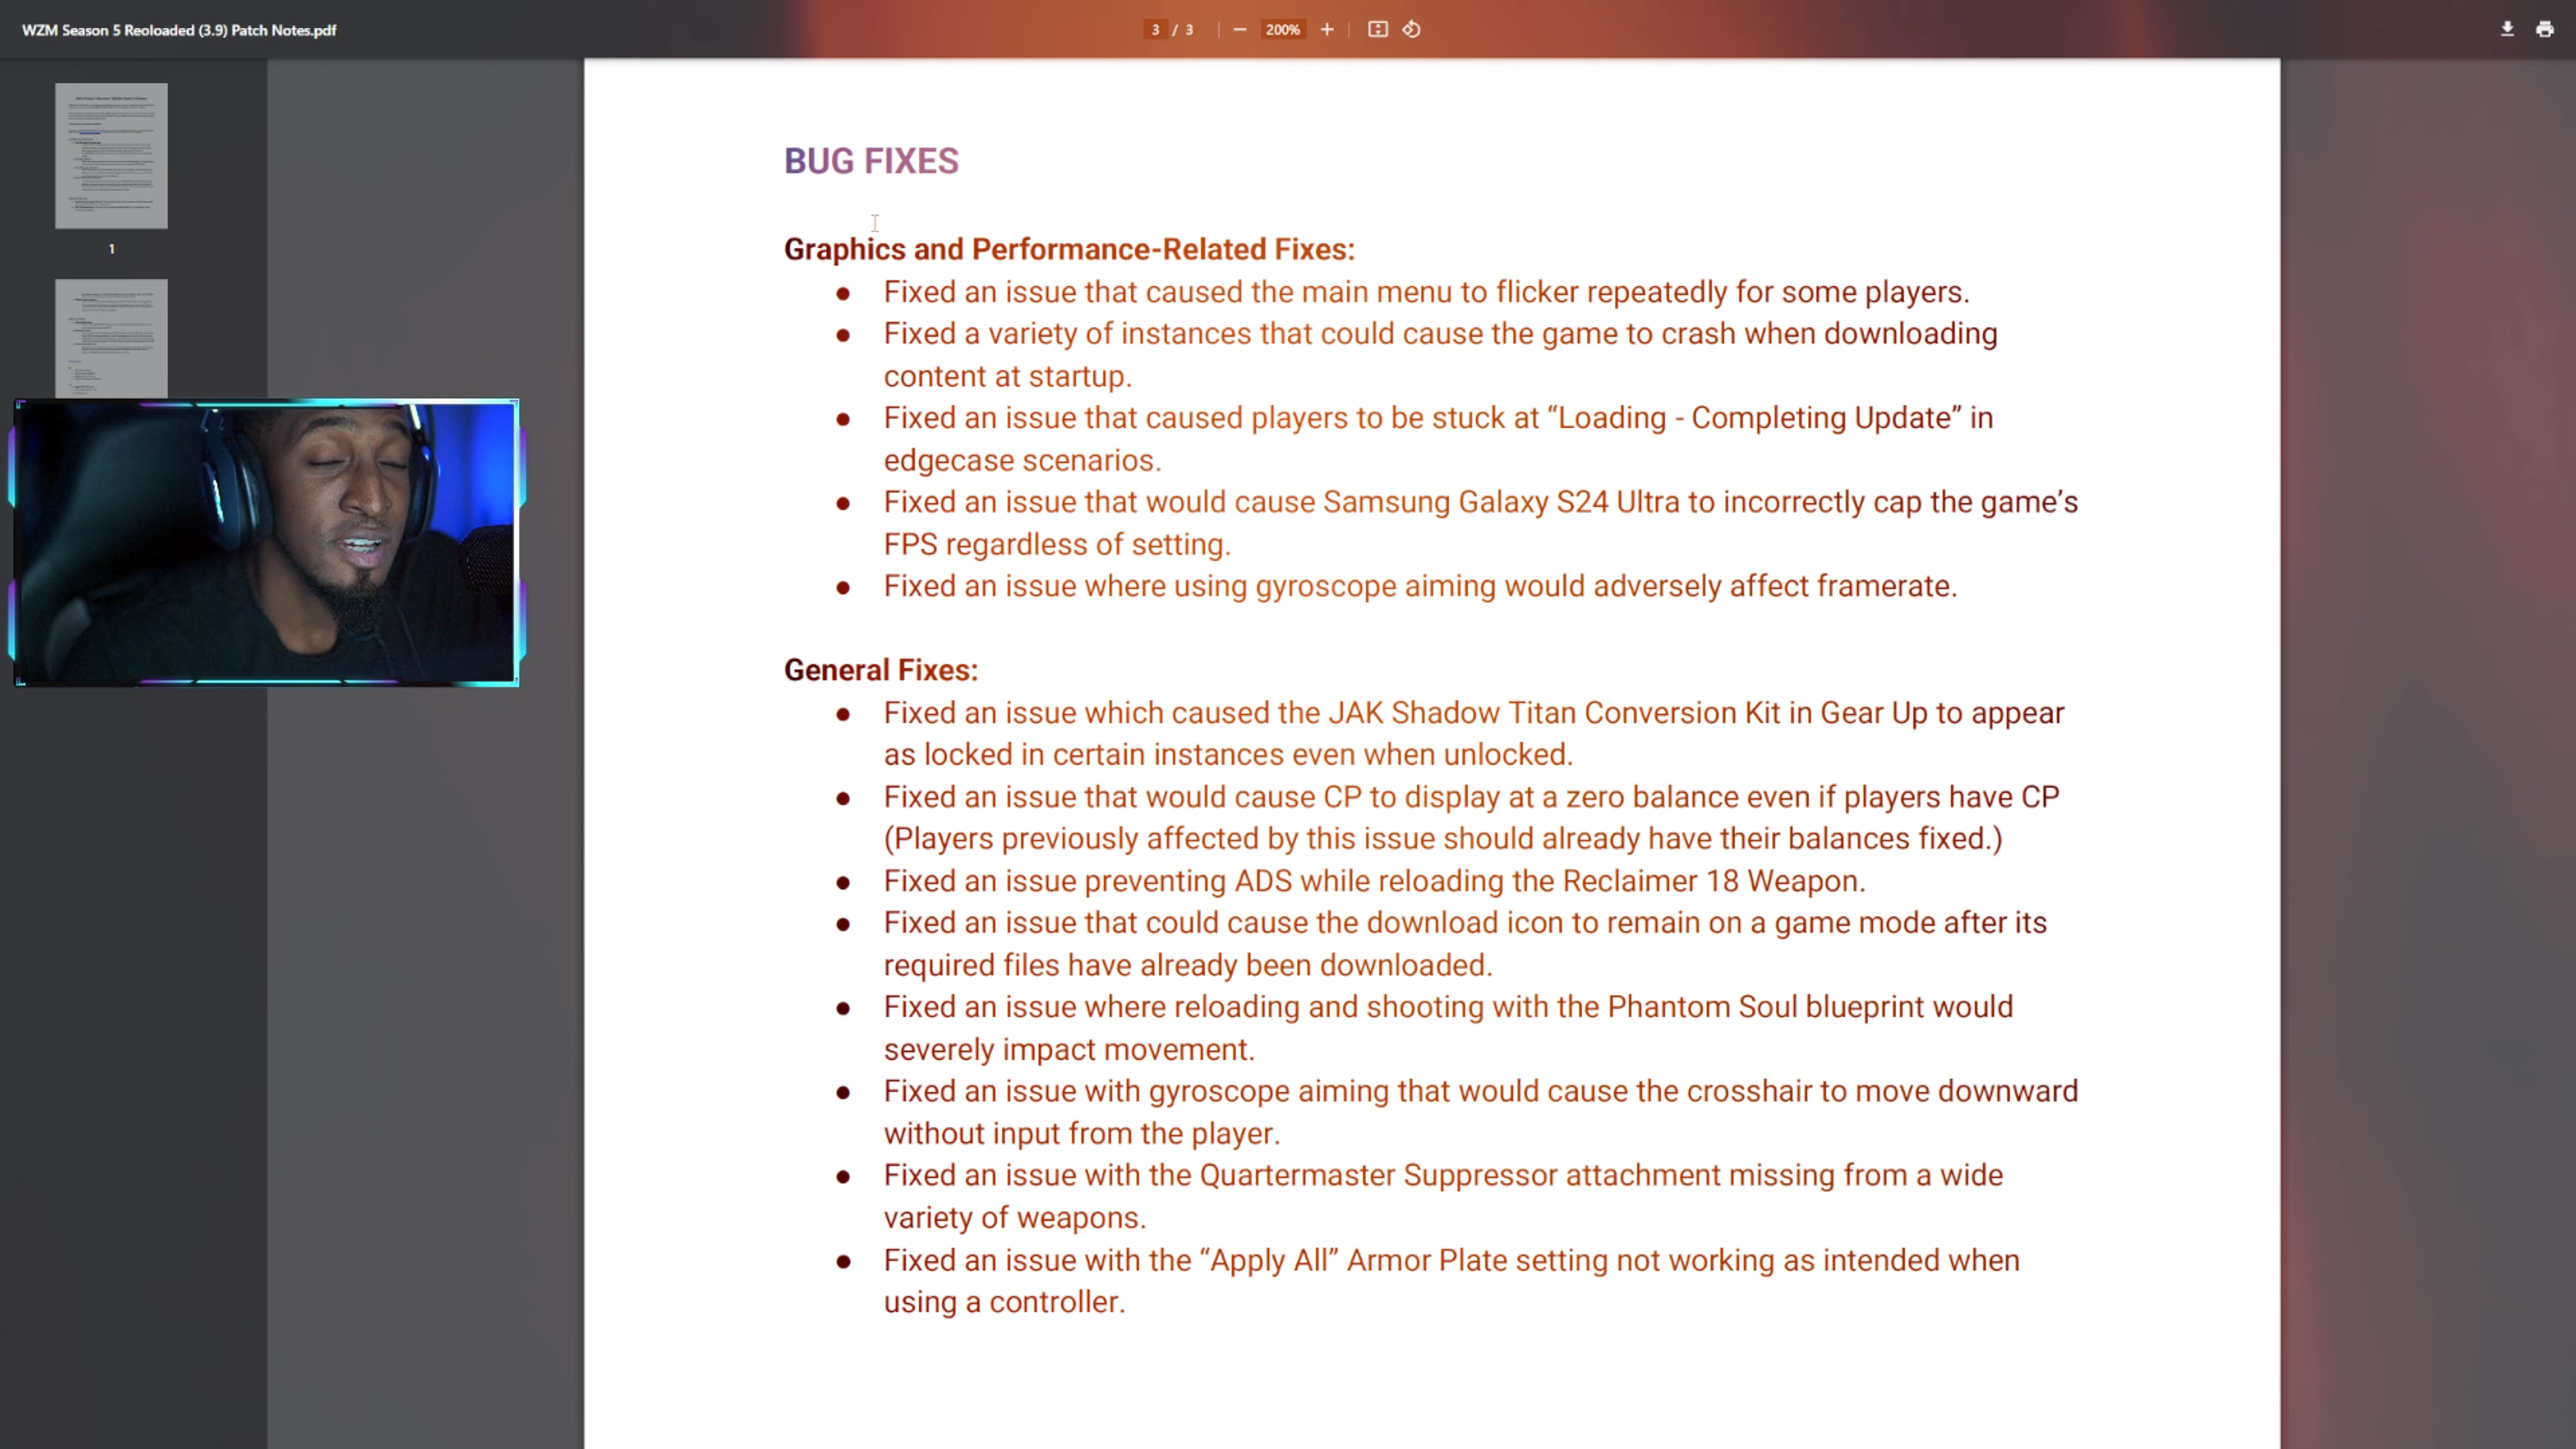 WZM Season 5 Reoloaded (3.9) Patch Notes.pdf
3 / 3
200%
1
BUG FIXES
Graphics and Performance-Related Fixes:
● Fixed an issue that caused the main menu to flicker repeatedly for some players.
● Fixed a variety of instances that could cause the game to crash when downloading
content at startup.
● Fixed an issue that caused players to be stuck at “Loading - Completing Update” in
edgecase scenarios.
● Fixed an issue that would cause Samsung Galaxy S24 Ultra to incorrectly cap the game’s
FPS regardless of setting.
● Fixed an issue where using gyroscope aiming would adversely affect framerate.
General Fixes:
● Fixed an issue which caused the JAK Shadow Titan Conversion Kit in Gear Up to appear
as locked in certain instances even when unlocked.
● Fixed an issue that would cause CP to display at a zero balance even if players have CP
(Players previously affected by this issue should already have their balances fixed.)
● Fixed an issue preventing ADS while reloading the Reclaimer 18 Weapon.
● Fixed an issue that could cause the download icon to remain on a game mode after its
required files have already been downloaded.
● Fixed an issue where reloading and shooting with the Phantom Soul blueprint would
severely impact movement.
● Fixed an issue with gyroscope aiming that would cause the crosshair to move downward
without input from the player.
● Fixed an issue with the Quartermaster Suppressor attachment missing from a wide
variety of weapons.
● Fixed an issue with the “Apply All” Armor Plate setting not working as intended when
using a controller.